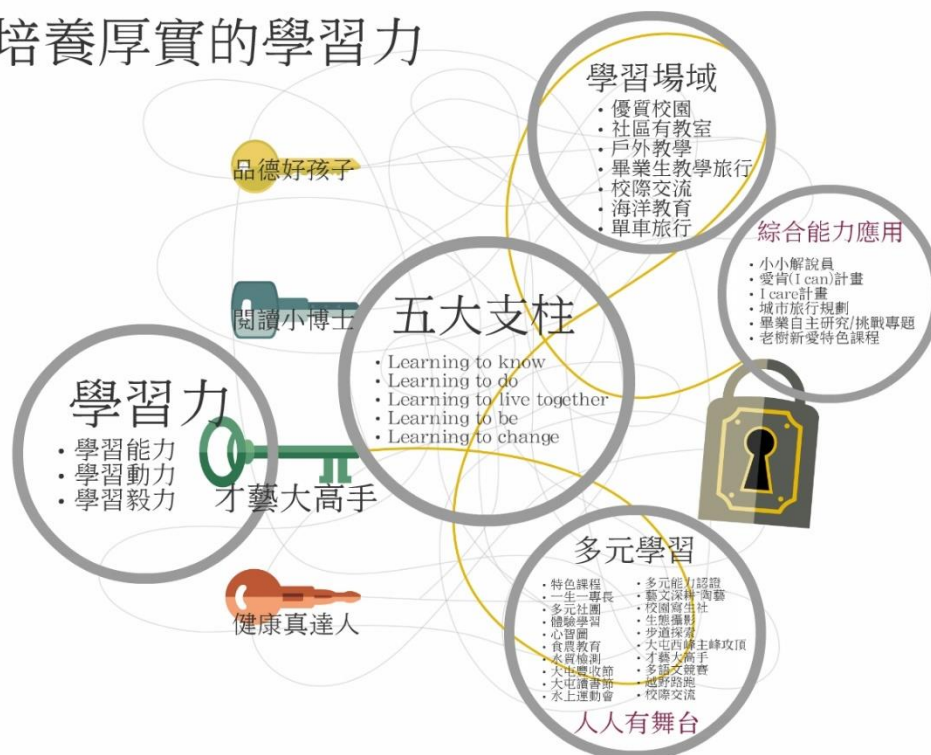 培養厚實的學習力
品德好孩子
閱讀小博士
學習力
・學習能力
・學習動力
・學習毅力
才藝大高手
健康真達人
五大支柱
・Learning to know
・Learning to do
・Learning to live together
・Learning to be
・Learning to change
學習場域
・優質校園
・社區有教室
・戶外教學
・畢業生教學旅行
・校際交流
・海洋教育
・單車旅行
綜合能力應用
・小小解說員
・愛肯(I can)計畫
・I care計畫
・城市旅行規劃
・畢業自主研究/挑戰專題
・老樹新愛特色課程
多元學習
・特色課程
・一生一專長
・多元社團
・體驗學習
・心智圖
・食農教育
・水質檢測
・大屯豐收節
・大屯讀書節
・水上運動會
・多元能力認證
・藝文深耕-陶藝
・校園寫生社
・生態攝影
・步道探索
・大屯西峰主峰攻頂
・才藝大高手
・多語文競賽
・越野路跑
・校際交流
人人有舞台